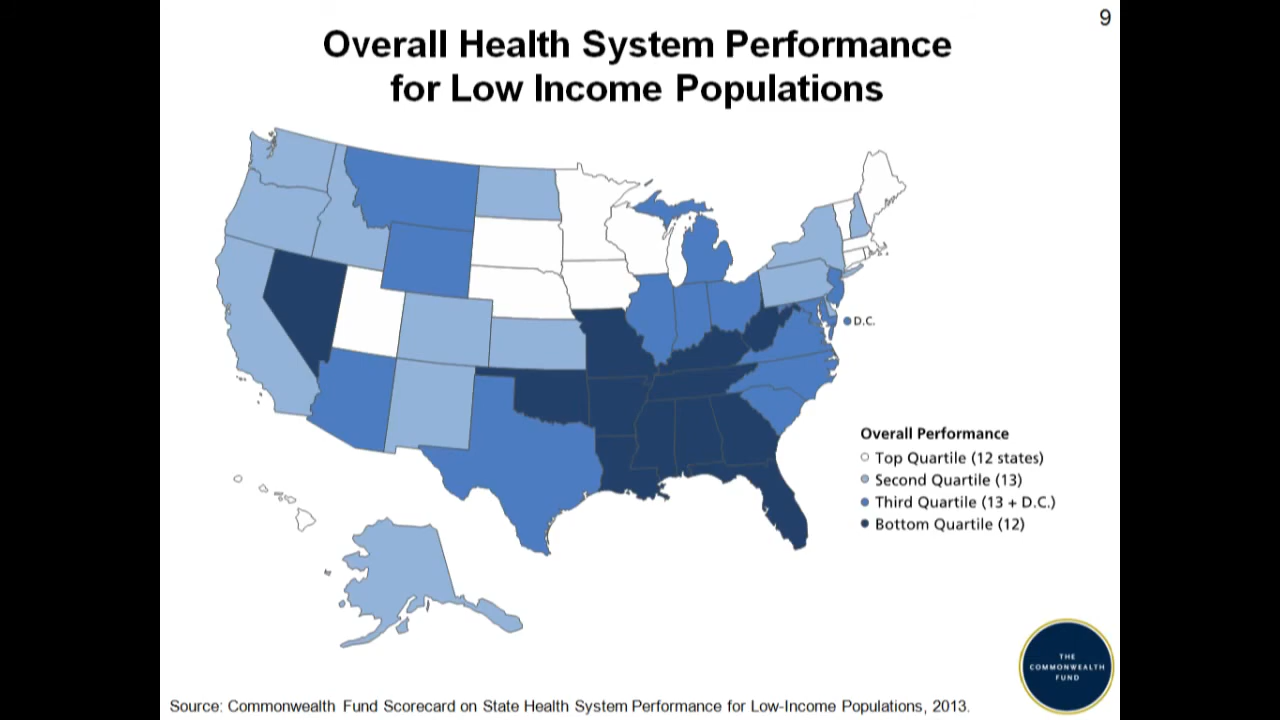 9
Overall Health System Performance
for Low Income Populations
D.C.
Overall Performance
Top Quartile (12 states)
Second Quartile (13)
Third Quartile (13 + D.C.)
Bottom Quartile (12)
THE
COMMONWEALTH
FUND
Source: Commonwealth Fund Scorecard on State Health System Performance for Low-Income Populations, 2013.